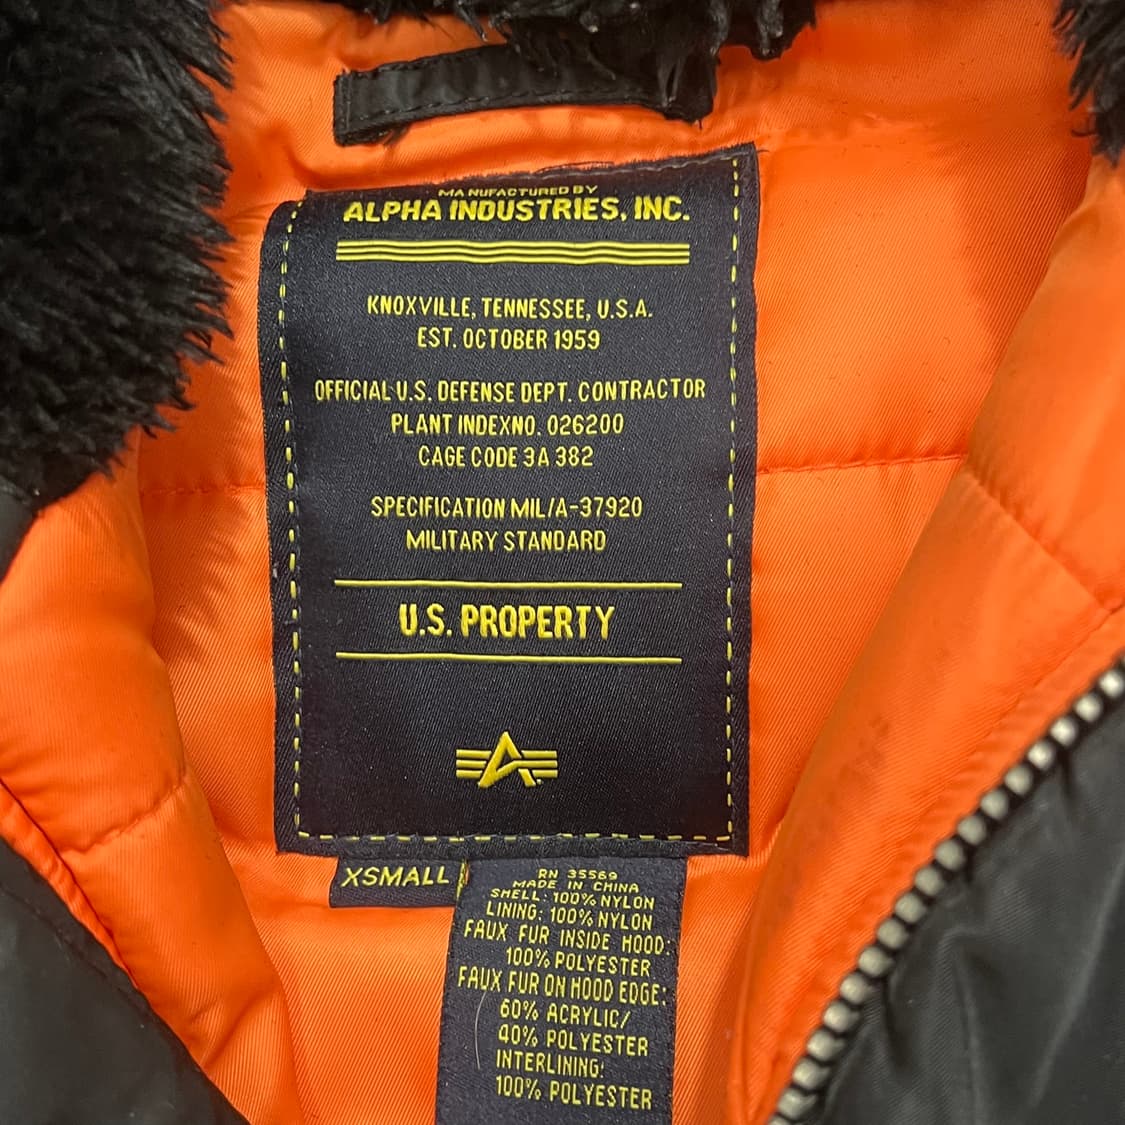 MANUFACTURED BY
ALPHA INDUSTRIES, INC.
KNOXVILLE, TENNESSEE, U.S.A.
EST. OCTOBER 1959
OFFICIAL U.S. DEFENSE DEPT. CONTRACTOR
PLANT INDEXNO. 026200
CAGE CODE 3A 382
SPECIFICATION MIL/A-37920
MILITARY STANDARD
U.S. PROPERTY
XSMALL
RN 35569
MADE IN CHINA
SHELL: 100% NYLON
LINING: 100% NYLON
FAUX FUR INSIDE HOOD:
100% POLYESTER
FAUX FUR ON HOOD EDGE:
60% ACRYLIC/
40% POLYESTER
INTERLINING:
100% POLYESTER